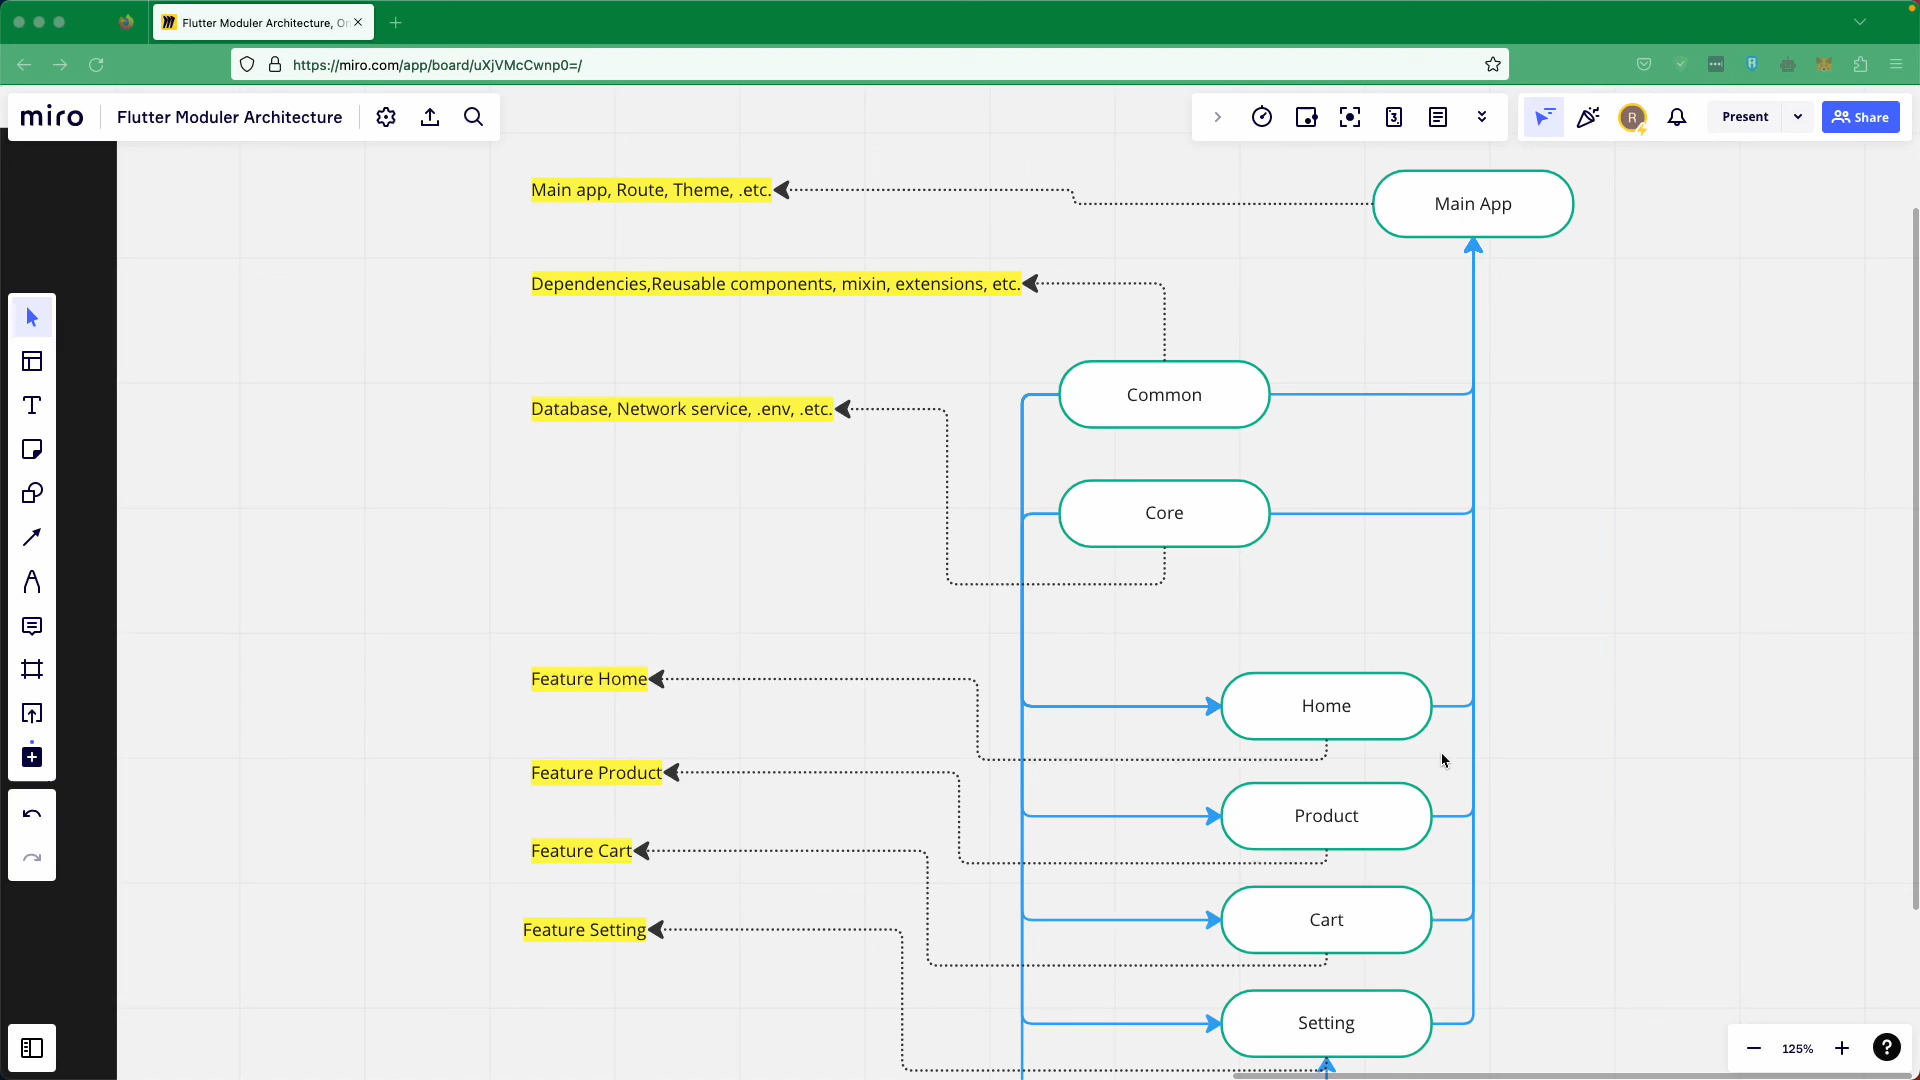 Flutter Moduler Architecture, On
https://miro.com/app/board/uXjVMcCwnp0=/
miro
Flutter Moduler Architecture
3
R
Present
Share
Main app, Route, Theme, .etc.
Main App
Dependencies,Reusable components, mixin, extensions, etc.
Common
Database, Network service, .env, .etc.
Core
Feature Home
Home
Feature Product
Product
Feature Cart
Cart
Feature Setting
Setting
125%
?